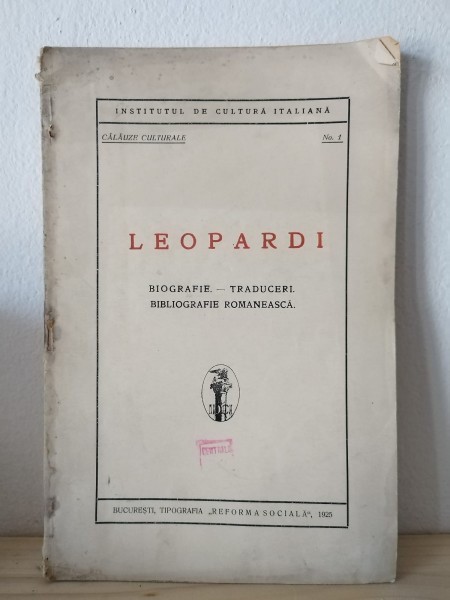 INSTITUTUL DE CULTURĂ ITALIANĂ
CĂLĂUZE CULTURALE No. 1
LEOPARDI
BIOGRAFIE. — TRADUCERI.
BIBLIOGRAFIE ROMANEASCĂ.
BUCUREȘTI, TIPOGRAFIA „REFORMA SOCIALĂ", 1925